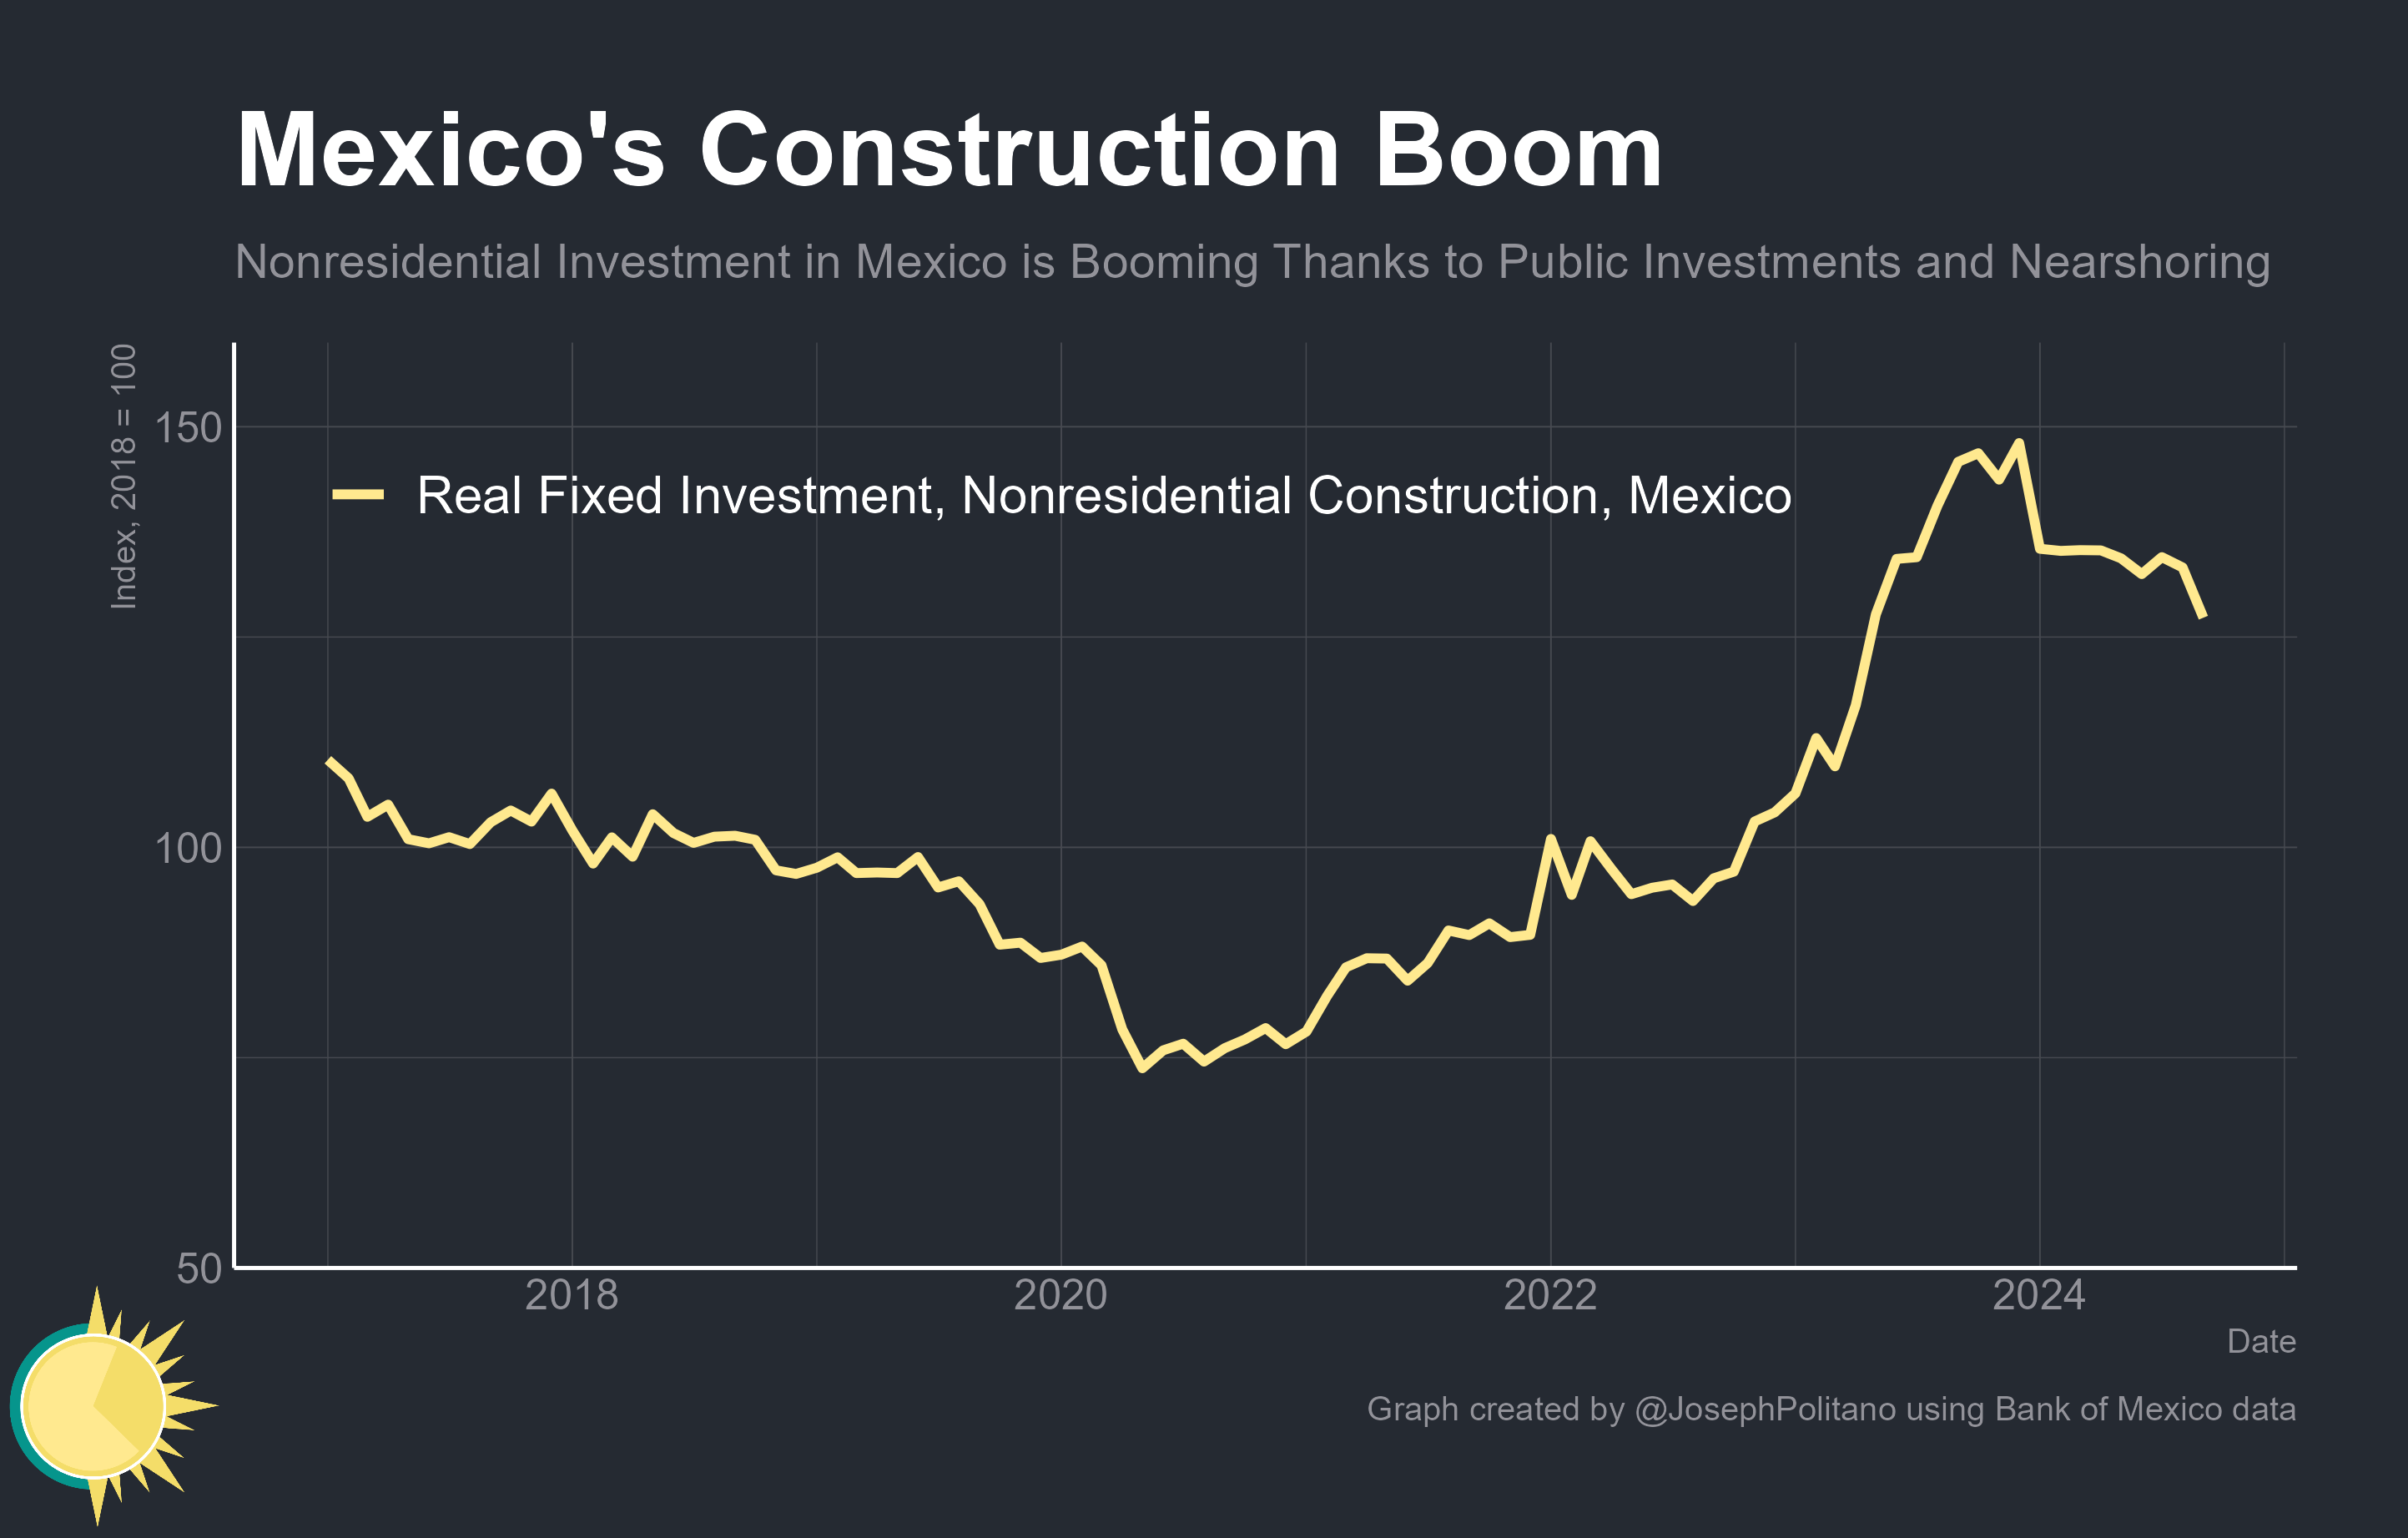 Mexico's Construction Boom
Nonresidential Investment in Mexico is Booming Thanks to Public Investments and Nearshoring
Index, 2018 = 100
150
100
50
Real Fixed Investment, Nonresidential Construction, Mexico
2018 2020 2022 2024
Date
Graph created by @JosephPolitano using Bank of Mexico data